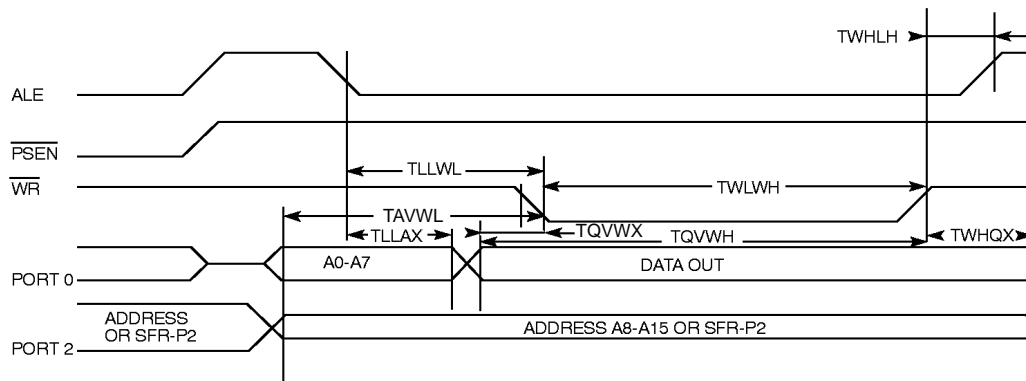 TWHLH
ALE
PSEN
TLLWL
WR
TWLWH
TAVWL
TQVWX
TLLAX
TQVWH
TWHQX
A0-A7
DATA OUT
PORT 0
ADDRESS
OR SFR-P2
ADDRESS A8-A15 OR SFR-P2
PORT 2